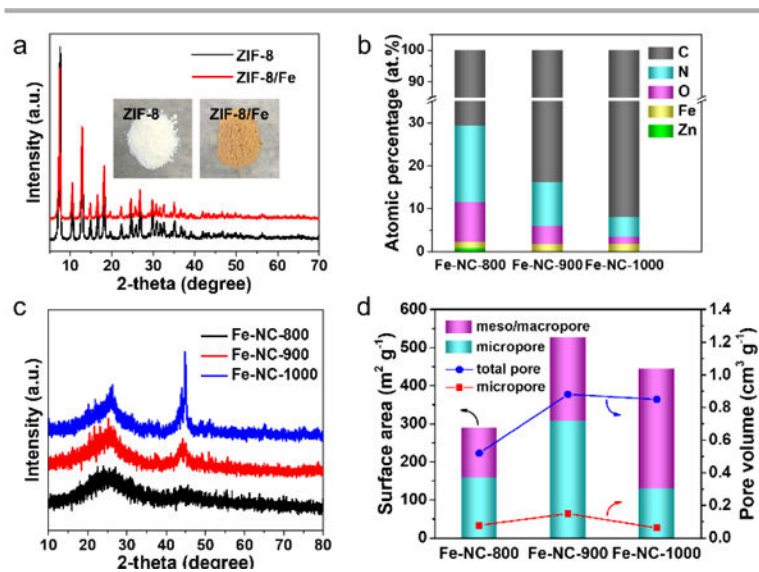 a
Intensity (a.u.)
ZIF-8
ZIF-8/Fe
ZIF-8
ZIF-8/Fe
10 20 30 40 50 60 70
2-theta (degree)
b
Atomic percentage (at.%)
100
90
30
20
10
0
C
N
O
Fe
Zn
Fe-NC-800 Fe-NC-900 Fe-NC-1000
c
Intensity (a.u.)
Fe-NC-800
Fe-NC-900
Fe-NC-1000
10 20 30 40 50 60 70 80
2-theta (degree)
d
Surface area (m² g⁻¹)
600
500
400
300
200
100
0
meso/macropore
micropore
total pore
micropore
1.4
1.2
1.0
0.8
0.6
0.4
0.2
0.0
Pore volume (cm³ g⁻¹)
Fe-NC-800 Fe-NC-900 Fe-NC-1000